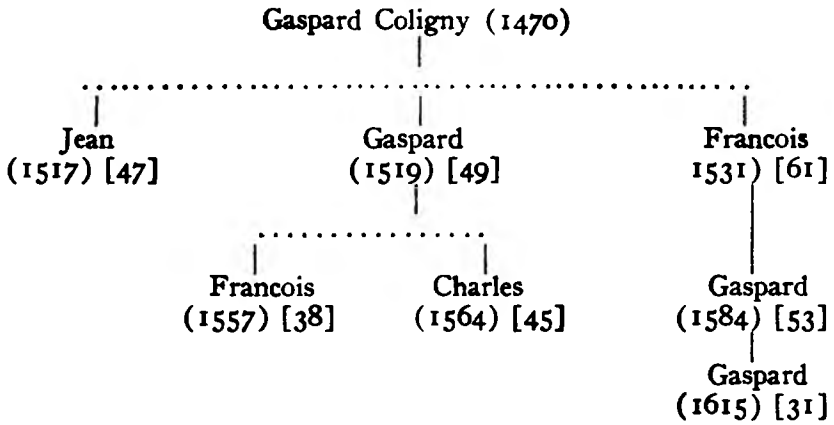 Gaspard Coligny (1470)
Jean Gaspard Francois
(1517) [47] (1519) [49] 1531) [61]
Francois Charles Gaspard
(1557) [38] (1564) [45] (1584) [53]
Gaspard
(1615) [31]